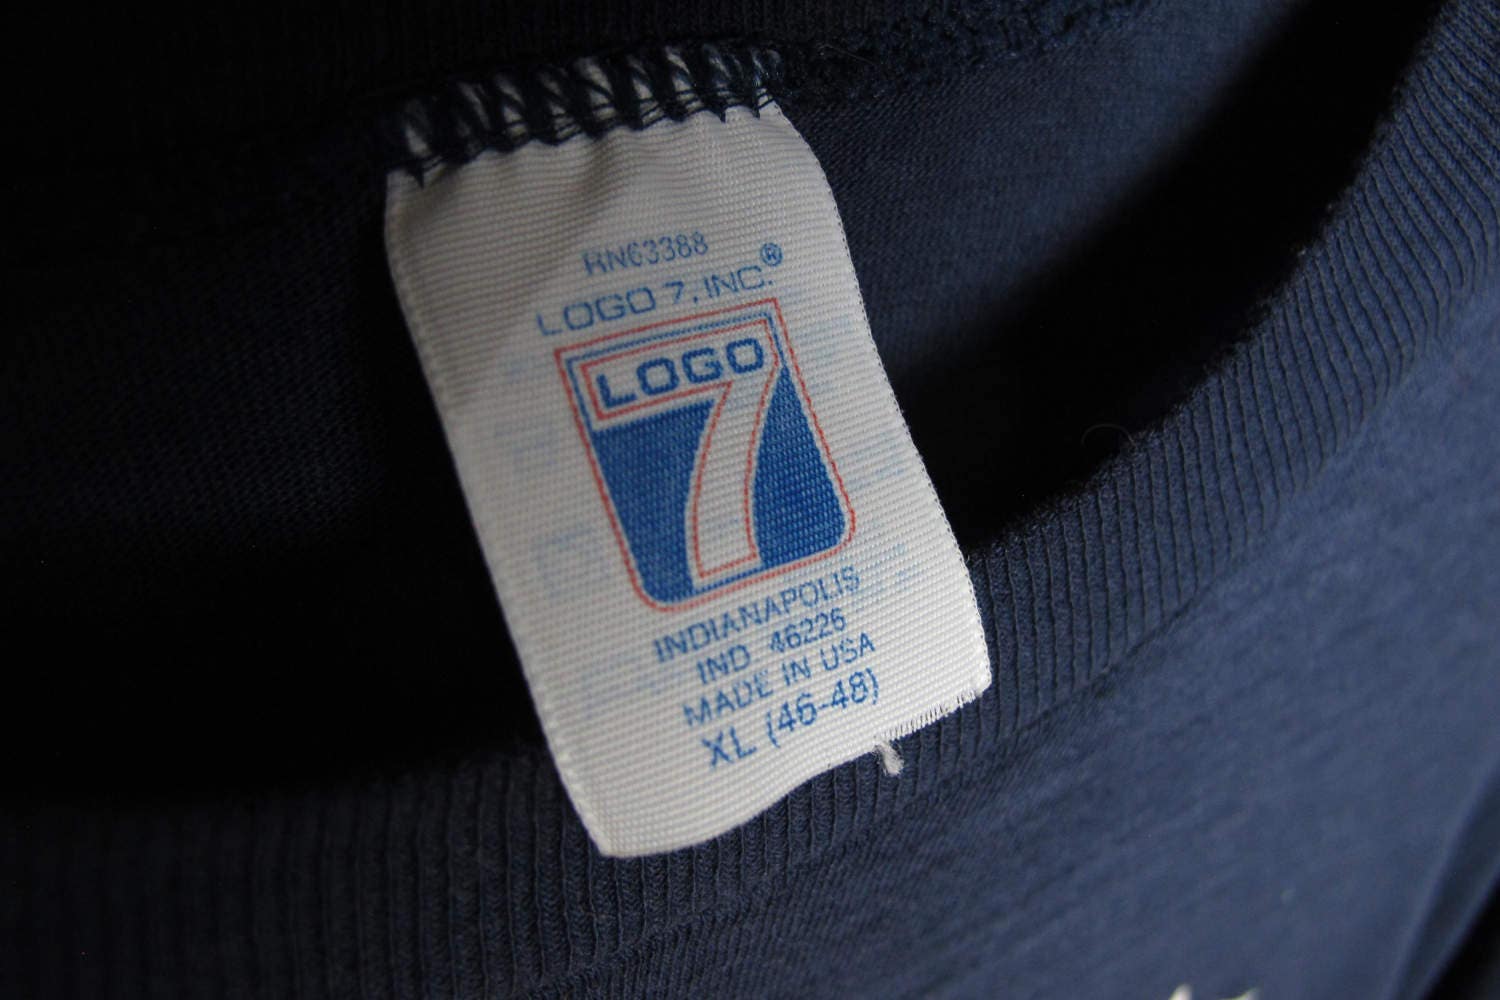 RN63388
LOGO 7, INC.®
LOGO
7
INDIANAPOLIS
IND 46226
MADE IN USA
XL (46-48)